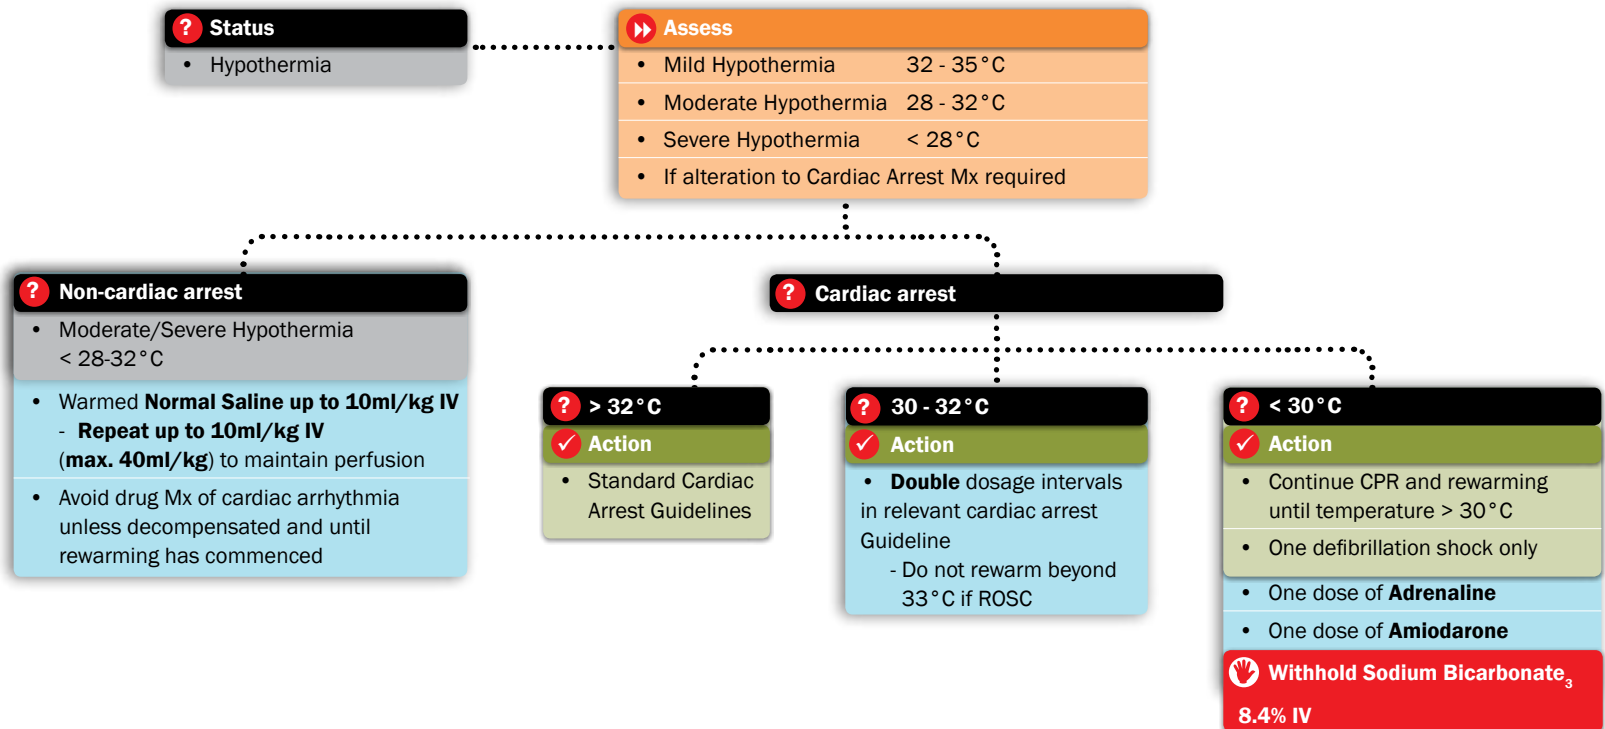 Status
• Hypothermia
Assess
• Mild Hypothermia 32 - 35°C
• Moderate Hypothermia 28 - 32°C
• Severe Hypothermia < 28°C
• If alteration to Cardiac Arrest Mx required
Non-cardiac arrest
• Moderate/Severe Hypothermia
< 28-32°C
• Warmed Normal Saline up to 10ml/kg IV
- Repeat up to 10ml/kg IV
(max. 40ml/kg) to maintain perfusion
• Avoid drug Mx of cardiac arrhythmia
unless decompensated and until
rewarming has commenced
Cardiac arrest
> 32°C
Action
• Standard Cardiac
Arrest Guidelines
30 - 32°C
Action
• Double dosage intervals
in relevant cardiac arrest
Guideline
- Do not rewarm beyond
33°C if ROSC
< 30°C
Action
• Continue CPR and rewarming
until temperature > 30°C
• One defibrillation shock only
• One dose of Adrenaline
• One dose of Amiodarone
Withhold Sodium Bicarbonate3
8.4% IV